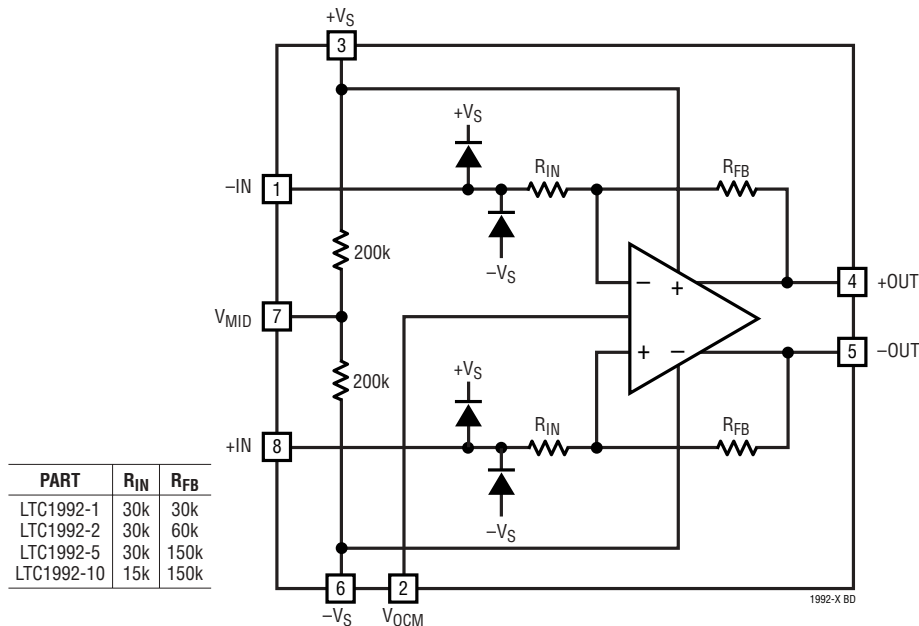 +VS
3
+VS
–IN
1
RIN
RFB
–VS
200k
– +
4
+OUT
VMID
7
+ –
5
–OUT
200k
+VS
+IN
8
RIN
RFB
–VS
PART RIN RFB
LTC1992-1 30k 30k
LTC1992-2 30k 60k
LTC1992-5 30k 150k
LTC1992-10 15k 150k
6
2
–VS
VOCM
1992-X BD